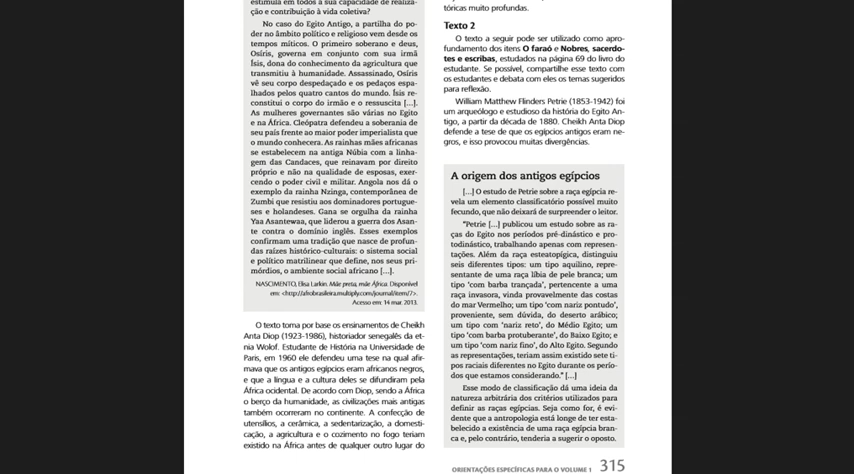 estimula em todos a sua capacidade de realiza-
ção e contribuição à vida coletiva?
No caso do Egito Antigo, a partilha do po-
der no âmbito político e religioso vem desde os
tempos míticos. O primeiro soberano e deus,
Osíris, governa em conjunto com sua irmã
Ísis, dona do conhecimento da agricultura que
transmitiu à humanidade. Assassinado, Osíris
vê seu corpo despedaçado e os pedaços espa-
lhados pelos quatro cantos do mundo. Ísis re-
constitui o corpo do irmão e o ressuscita [...].
As mulheres governantes são várias no Egito
e na África. Cleópatra defendeu a soberania de
seu país frente ao maior poder imperialista que
o mundo conhecera. As rainhas mães africanas
se estabelecem na antiga Núbia com a linha-
gem das Candaces, que reinavam por direito
próprio e não na qualidade de esposas, exer-
cendo o poder civil e militar. Angola nos dá o
exemplo da rainha Nzinga, contemporânea de
Zumbi que resistiu aos dominadores portugue-
ses e holandeses. Gana se orgulha da rainha
Yaa Asantewaa, que liderou a guerra dos Asan-
te contra o domínio inglês. Esses exemplos
confirmam uma tradição que nasce de profun-
das raízes histórico-culturais: o sistema social
e político matrilinear que define, nos seus pri-
mórdios, o ambiente social africano [...].
NASCIMENTO, Elisa Larkin. Mãe preta, mãe África. Disponível
em: <http://afrobrasileira.multiply.com/journal/item/7>.
Acesso em: 14 mar. 2013.
O texto toma por base os ensinamentos de Cheikh
Anta Diop (1923-1986), historiador senegalês da et-
nia Wolof. Estudante de História na Universidade de
Paris, em 1960 ele defendeu uma tese na qual afir-
mava que os antigos egípcios eram africanos negros,
e que a língua e a cultura deles se difundiram pela
África ocidental. De acordo com Diop, sendo a África
o berço da humanidade, as civilizações mais antigas
também ocorreram no continente. A confecção de
utensílios, a cerâmica, a sedentarização, a domesti-
cação, a agricultura e o cozimento no fogo teriam
existido na África antes de qualquer outro lugar do
tóricas muito profundas.
Texto 2
O texto a seguir pode ser utilizado como apro-
fundamento dos itens O faraó e Nobres, sacerdo-
tes e escribas, estudados na página 69 do livro do
estudante. Se possível, compartilhe esse texto com
os estudantes e debata com eles os temas sugeridos
para reflexão.
William Matthew Flinders Petrie (1853-1942) foi
um arqueólogo e estudioso da história do Egito An-
tigo, a partir da década de 1880. Cheikh Anta Diop
defende a tese de que os egípcios antigos eram ne-
gros, e isso provocou muitas divergências.
A origem dos antigos egípcios
[...] O estudo de Petrie sobre a raça egípcia re-
vela um elemento classificatório possível muito
fecundo, que não deixará de surpreender o leitor.
"Petrie [...] publicou um estudo sobre as ra-
ças do Egito nos períodos pré-dinástico e pro-
todinástico, trabalhando apenas com represen-
tações. Além da raça esteatopígica, distinguiu
seis diferentes tipos: um tipo aquilino, repre-
sentante de uma raça líbia de pele branca; um
tipo 'com barba trançada', pertencente a uma
raça invasora, vinda provavelmente das costas
do mar Vermelho; um tipo 'com nariz pontudo',
proveniente, sem dúvida, do deserto arábico;
um tipo 'com nariz reto', do Médio Egito; um
tipo 'com barba protuberante', do Baixo Egito; e
um tipo 'com nariz fino', do Alto Egito. Segundo
as representações, teriam assim existido sete ti-
pos raciais diferentes no Egito durante os perío-
dos que estamos considerando." [...]
Esse modo de classificação dá uma ideia da
natureza arbitrária dos critérios utilizados para
definir as raças egípcias. Seja como for, é evi-
dente que a antropologia está longe de ter esta-
belecido a existência de uma raça egípcia bran-
ca e, pelo contrário, tenderia a sugerir o oposto.
ORIENTAÇÕES ESPECÍFICAS PARA O VOLUME 1 315